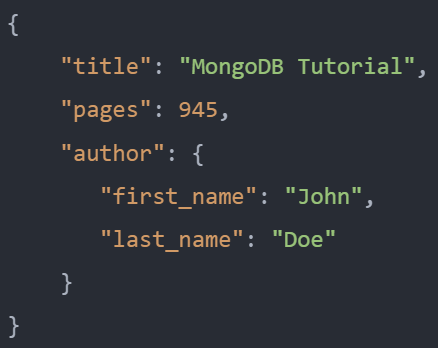 {
    "title": "MongoDB Tutorial",
    "pages": 945,
    "author": {
       "first_name": "John",
       "last_name": "Doe"
    }
}